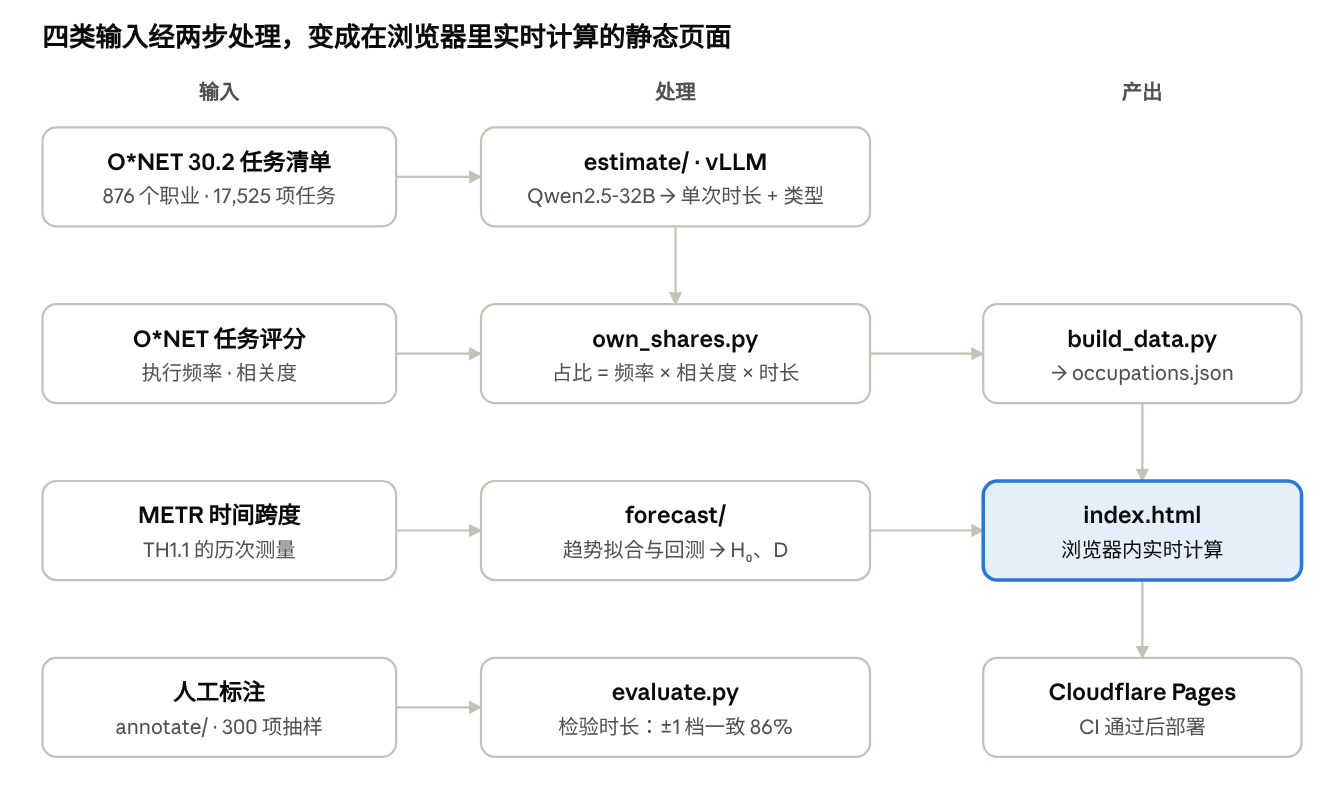 四类输入经两步处理，变成在浏览器里实时计算的静态页面
输入
处理
产出
O*NET 30.2 任务清单
876 个职业 · 17,525 项任务
estimate/ · vLLM
Qwen2.5-32B → 单次时长 + 类型
O*NET 任务评分
执行频率 · 相关度
own_shares.py
占比 = 频率 × 相关度 × 时长
build_data.py
→ occupations.json
METR 时间跨度
TH1.1 的历次测量
forecast/
趋势拟合与回测 → H₀、D
index.html
浏览器内实时计算
人工标注
annotate/ · 300 项抽样
evaluate.py
检验时长：±1 档一致 86%
Cloudflare Pages
CI 通过后部署